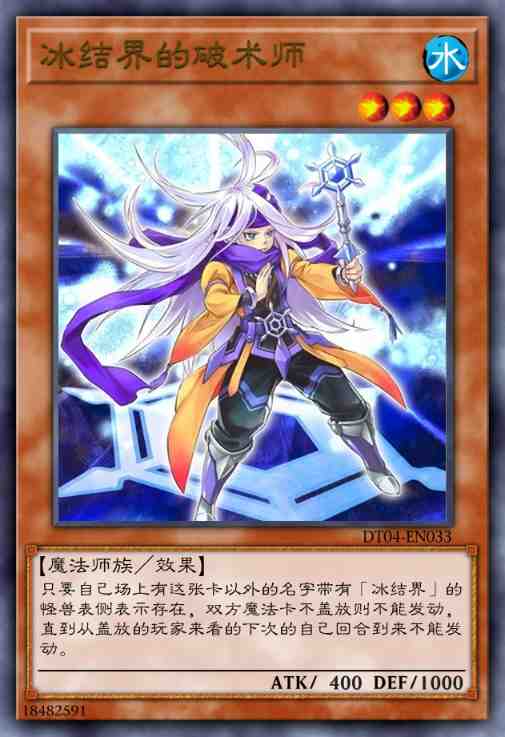 冰结界的破术师
水
DT04-EN033
【魔法师族／效果】
只要自己场上有这张卡以外的名字带有「冰结界」的
怪兽表侧表示存在，双方魔法卡不盖放则不能发动，
直到从盖放的玩家来看的下次的自己回合到来不能发
动。
ATK/ 400 DEF/1000
18482591